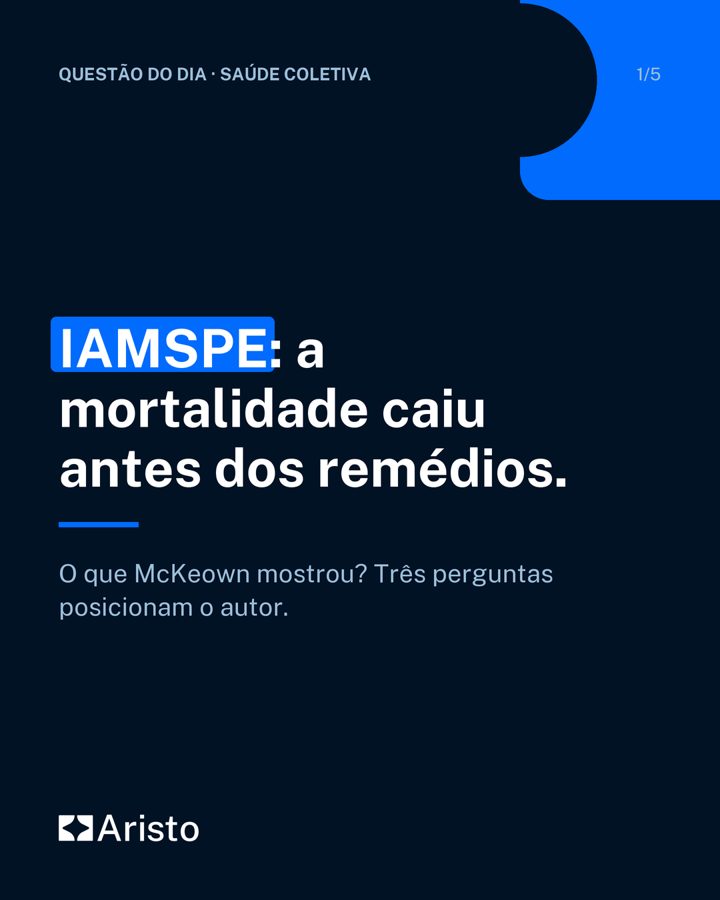 QUESTÃO DO DIA · SAÚDE COLETIVA
1/5
IAMSPE: a
mortalidade caiu
antes dos remédios.
O que McKeown mostrou? Três perguntas
posicionam o autor.
Aristo